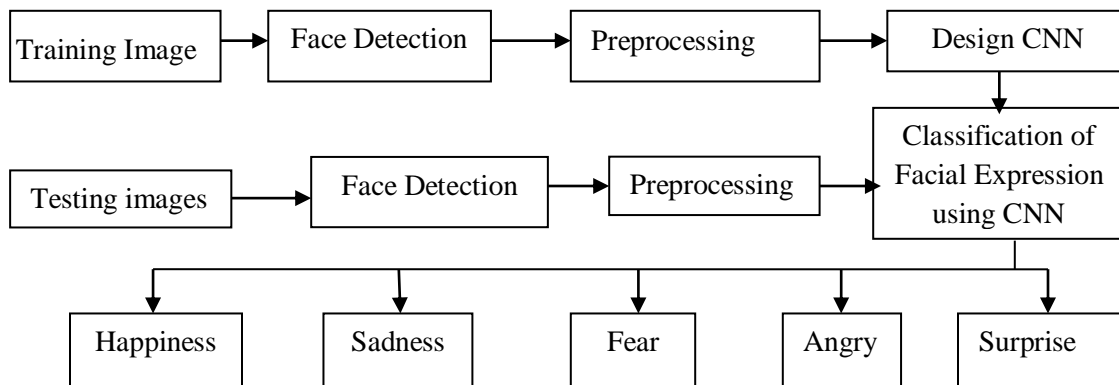 Training Image
Face Detection
Preprocessing
Design CNN
Testing images
Face Detection
Preprocessing
Classification of
Facial Expression
using CNN
Happiness
Sadness
Fear
Angry
Surprise